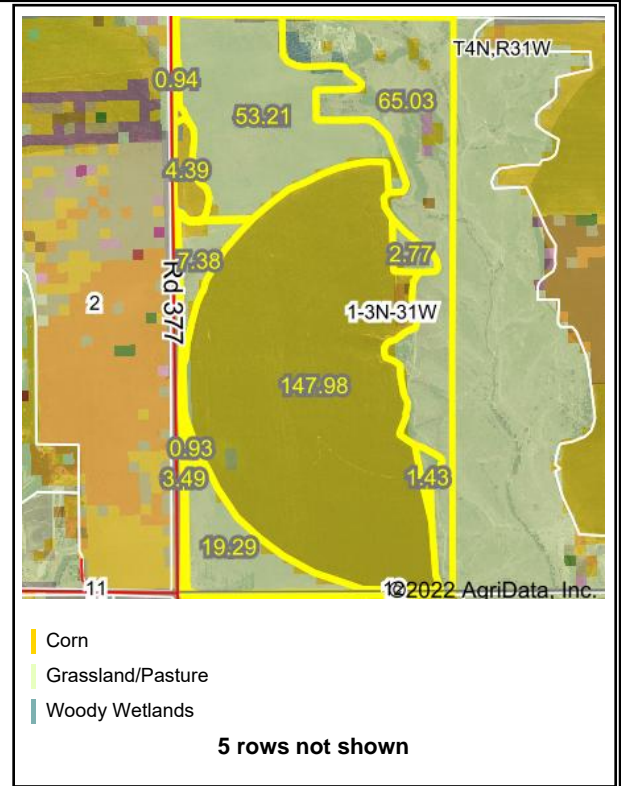 T4N,R31W
0.94
65.03
53.21
4.39
7.38
2.77
Rd 377
2
1-3N-31W
147.98
0.93
3.49
1.43
19.29
11
12
©2022 AgriData, Inc.
Corn
Grassland/Pasture
Woody Wetlands
5 rows not shown